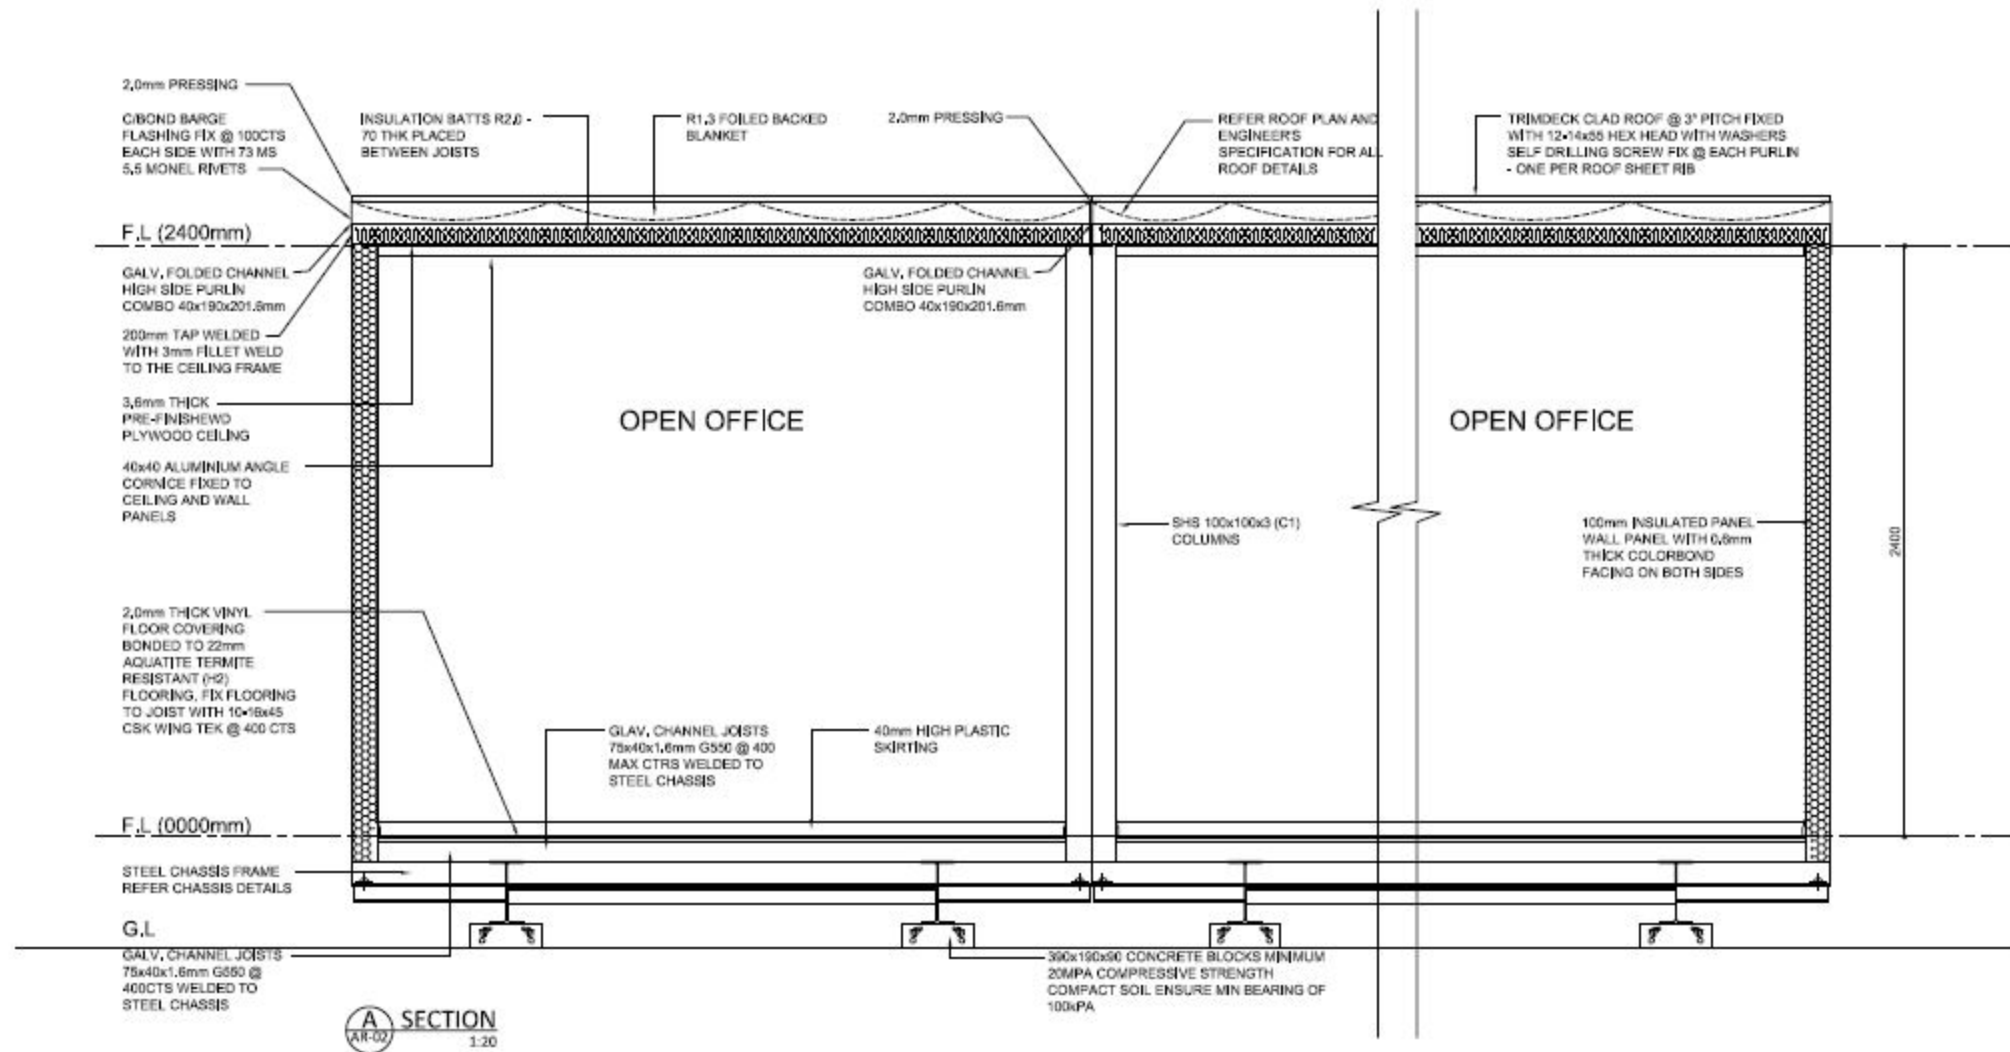 2.0mm PRESSING
C/BOND BARGE
FLASHING FIX @ 100CTS
EACH SIDE WITH 73 MS
5.5 MONEL RIVETS
INSULATION BATTS R2.0 -
70 THK PLACED
BETWEEN JOISTS
R1.3 FOILED BACKED
BLANKET
2.0mm PRESSING
REFER ROOF PLAN AND
ENGINEER'S
SPECIFICATION FOR ALL
ROOF DETAILS
TRIMDECK CLAD ROOF @ 3° PITCH FIXED
WITH 12-14x55 HEX HEAD WITH WASHERS
SELF DRILLING SCREW FIX @ EACH PURLIN
- ONE PER ROOF SHEET RIB
F.L (2400mm)
GALV. FOLDED CHANNEL
HIGH SIDE PURLIN
COMBO 40x190x201.6mm
GALV. FOLDED CHANNEL
HIGH SIDE PURLIN
COMBO 40x190x201.6mm
200mm TAP WELDED
WITH 3mm FILLET WELD
TO THE CEILING FRAME
3.6mm THICK
PRE-FINISHEWD
PLYWOOD CEILING
40x40 ALUMINIUM ANGLE
CORNICE FIXED TO
CEILING AND WALL
PANELS
OPEN OFFICE
OPEN OFFICE
SHS 100x100x3 (C1)
COLUMNS
100mm INSULATED PANEL
WALL PANEL WITH 0.6mm
THICK COLORBOND
FACING ON BOTH SIDES
2400
2.0mm THICK VINYL
FLOOR COVERING
BONDED TO 22mm
AQUATITE TERMITE
RESISTANT (H2)
FLOORING, FIX FLOORING
TO JOIST WITH 10-16x45
CSK WING TEK @ 400 CTS
GLAV. CHANNEL JOISTS
75x40x1.6mm G550 @ 400
MAX CTRS WELDED TO
STEEL CHASSIS
40mm HIGH PLASTIC
SKIRTING
F.L (0000mm)
STEEL CHASSIS FRAME
REFER CHASSIS DETAILS
G.L
GALV. CHANNEL JOISTS
75x40x1.6mm G550 @
400CTS WELDED TO
STEEL CHASSIS
390x190x90 CONCRETE BLOCKS MINIMUM
20MPA COMPRESSIVE STRENGTH
COMPACT SOIL ENSURE MIN BEARING OF
100kPA
A
AR-02
SECTION
1:20